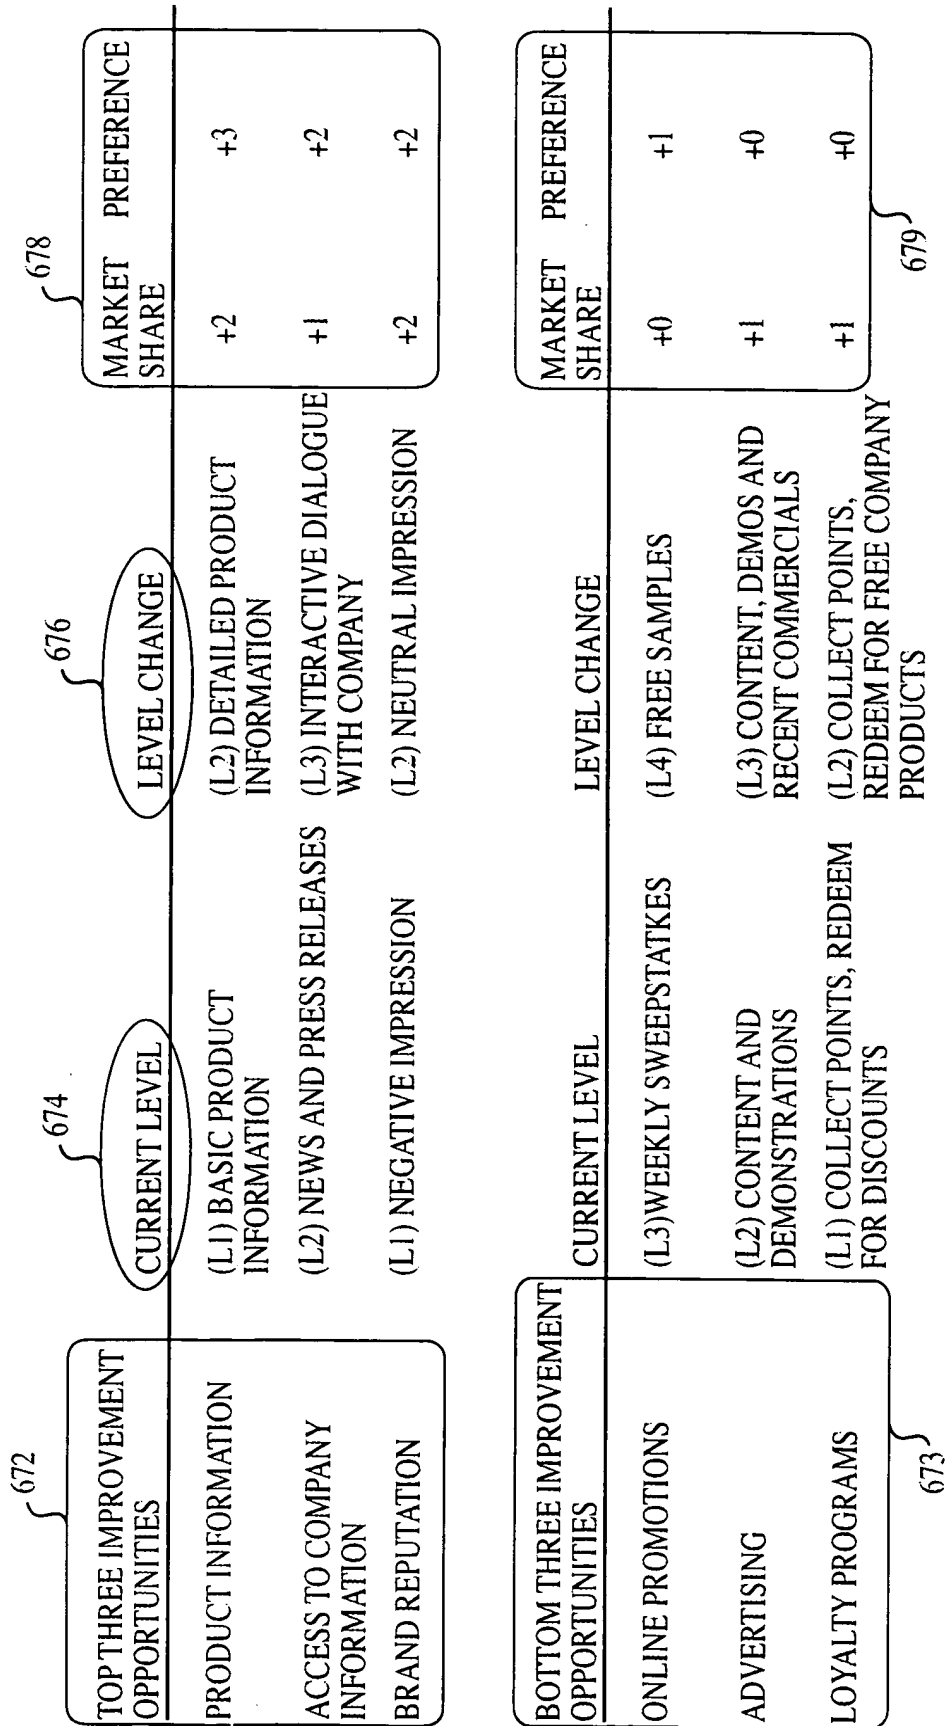 672
674
676
678
TOP THREE IMPROVEMENT
OPPORTUNITIES
CURRENT LEVEL
LEVEL CHANGE
MARKET
SHARE
PREFERENCE
PRODUCT INFORMATION
(L1) BASIC PRODUCT
INFORMATION
(L2) DETAILED PRODUCT
INFORMATION
+2
+3
ACCESS TO COMPANY
INFORMATION
(L2) NEWS AND PRESS RELEASES
(L3) INTERACTIVE DIALOGUE
WITH COMPANY
+1
+2
BRAND REPUTATION
(L1) NEGATIVE IMPRESSION
(L2) NEUTRAL IMPRESSION
+2
+2
BOTTOM THREE IMPROVEMENT
OPPORTUNITIES
CURRENT LEVEL
LEVEL CHANGE
MARKET
SHARE
PREFERENCE
ONLINE PROMOTIONS
(L3)WEEKLY SWEEPSTATKES
(L4) FREE SAMPLES
+0
+1
ADVERTISING
(L2) CONTENT AND
DEMONSTRATIONS
(L3) CONTENT, DEMOS AND
RECENT COMMERCIALS
+1
+0
LOYALTY PROGRAMS
(L1) COLLECT POINTS, REDEEM
FOR DISCOUNTS
(L2) COLLECT POINTS,
REDEEM FOR FREE COMPANY
PRODUCTS
+1
+0
673
679